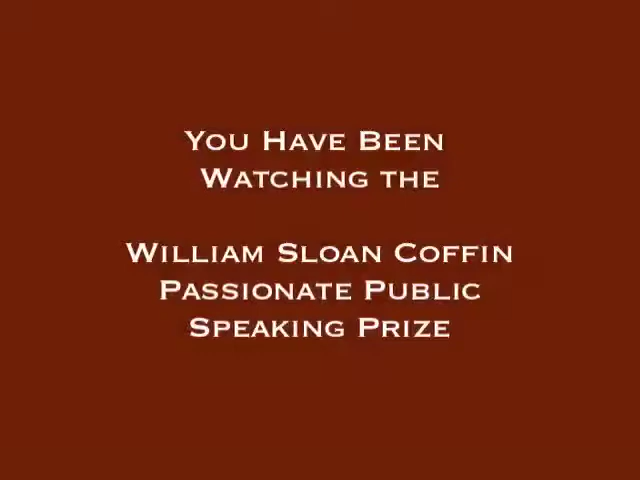 You Have Been
Watching the
William Sloan Coffin
Passionate Public
Speaking Prize